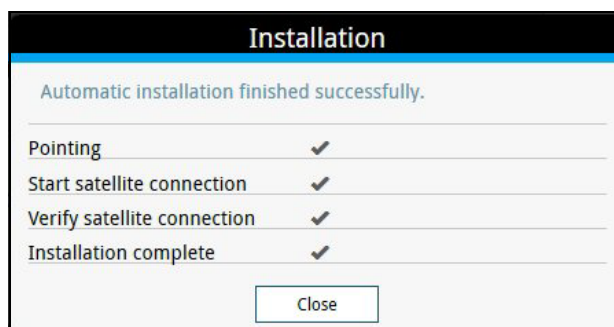 Installation
Automatic installation finished successfully.
Pointing ✔
Start satellite connection ✔
Verify satellite connection ✔
Installation complete ✔
Close